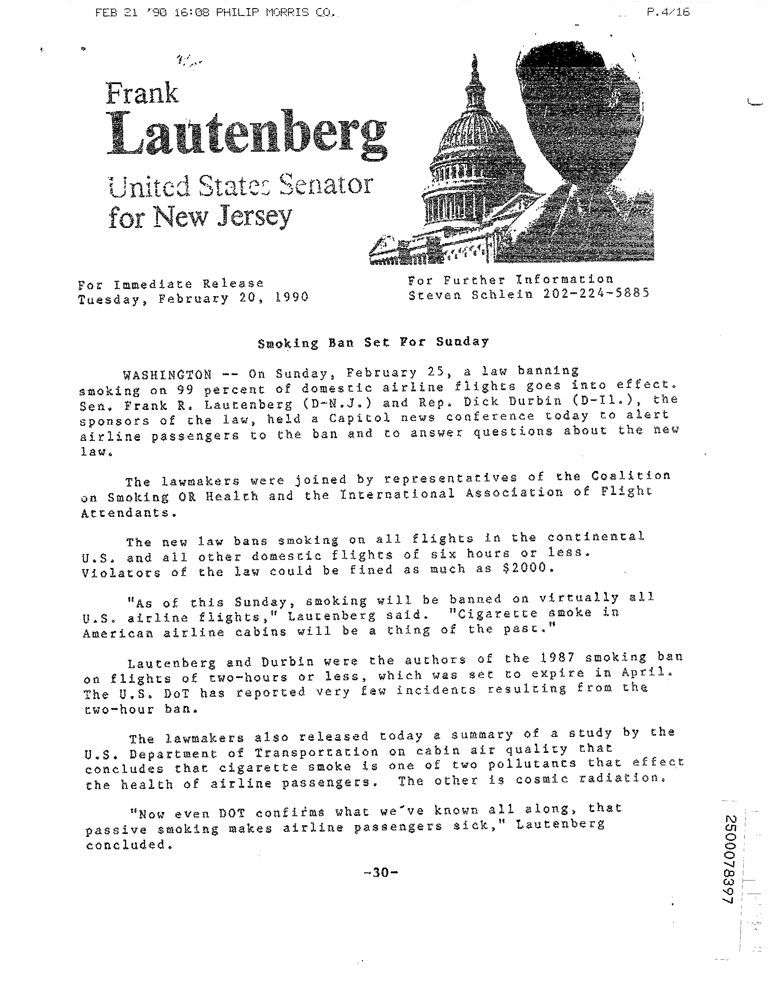 FEB 21 '90 16:08 PHILIP MORRIS CO. P.4/16
Frank
Lautenberg
United States Senator
for New Jersey
For Immediate Release
Tuesday, February 20, 1990
For Further Information
Steven Schlein 202-224-5885
Smoking Ban Set For Sunday
WASHINGTON -- On Sunday, February 25, a law banning
smoking on 99 percent of domestic airline flights goes into effect.
Sen. Frank R. Lautenberg (D-N.J.) and Rep. Dick Durbin (D-Il.), the
sponsors of the law, held a Capitol news conference today to alert
airline passengers to the ban and to answer questions about the new
law.
The lawmakers were joined by representatives of the Coalition
on Smoking OR Health and the International Association of Flight
Attendants.
The new law bans smoking on all flights in the continental
U.S. and all other domestic flights of six hours or less.
Violators of the law could be fined as much as $2000.
"As of this Sunday, smoking will be banned on virtually all
U.S. airline flights," Lautenberg said. "Cigarette smoke in
American airline cabins will be a thing of the past."
Lautenberg and Durbin were the authors of the 1987 smoking ban
on flights of two-hours or less, which was set to expire in April.
The U.S. DoT has reported very few incidents resulting from the
two-hour ban.
The lawmakers also released today a summary of a study by the
U.S. Department of Transportation on cabin air quality that
concludes that cigarette smoke is one of two pollutants that effect
the health of airline passengers. The other is cosmic radiation.
"Now even DOT confirms what we've known all along, that
passive smoking makes airline passengers sick," Lautenberg
concluded.
-30-
2500078397